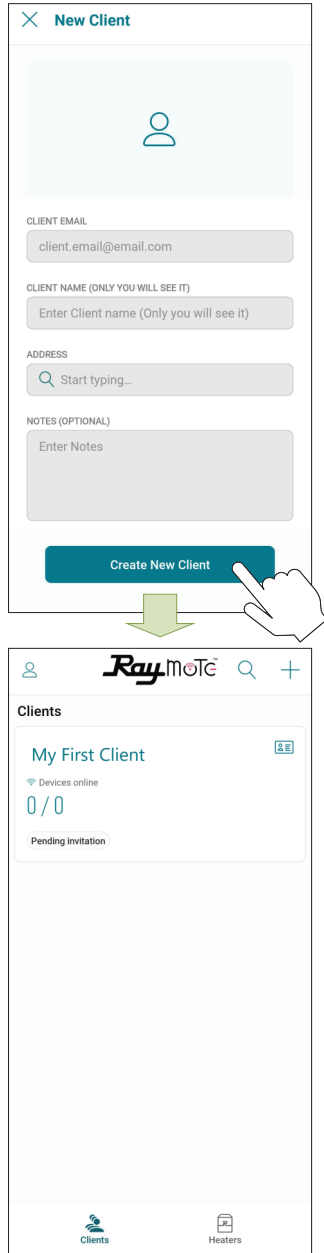 New Client
CLIENT EMAIL
client.email@email.com
CLIENT NAME (ONLY YOU WILL SEE IT)
Enter Client name (Only you will see it)
ADDRESS
Start typing...
NOTES (OPTIONAL)
Enter Notes
Create New Client
RaymoTe™
Clients
My First Client
Devices online
0 / 0
Pending invitation
Clients
Heaters